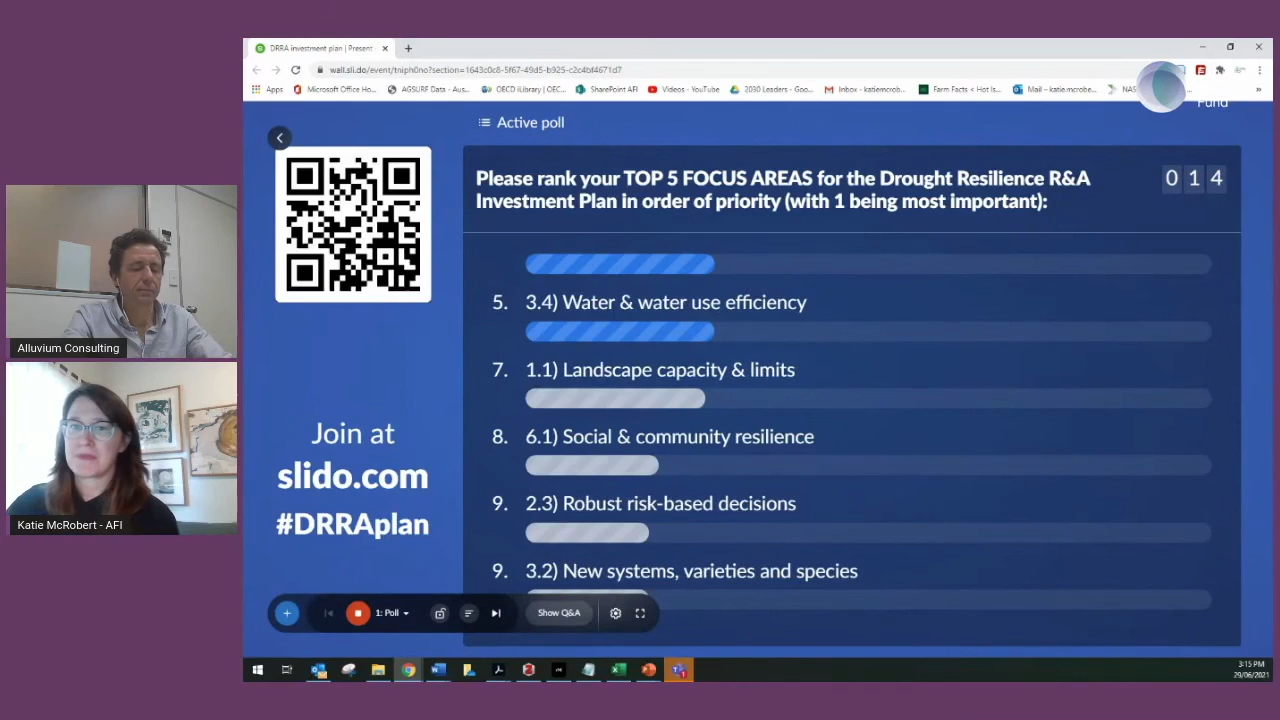 DRRA investment plan | Present
wall.sli.do/event/tniph0no?section=1643c0c8-5f67-49d5-b925-c2c4bf4671d7
Apps
Microsoft Office Ho...
AGSURF Data - Aus...
OECD iLibrary | OEC...
SharePoint AFI
Videos - YouTube
2030 Leaders - Goo...
Inbox - katiemcrob...
Farm Facts < Hot Is...
Mail – katie.mcrobe...
NAS
Fund
Active poll
Please rank your TOP 5 FOCUS AREAS for the Drought Resilience R&A
Investment Plan in order of priority (with 1 being most important):
0 1 4
5. 3.4) Water & water use efficiency
7. 1.1) Landscape capacity & limits
8. 6.1) Social & community resilience
9. 2.3) Robust risk-based decisions
9. 3.2) New systems, varieties and species
Join at
slido.com
#DRRAplan
Alluvium Consulting
Katie McRobert - AFI
1: Poll
Show Q&A
3:15 PM
29/06/2021